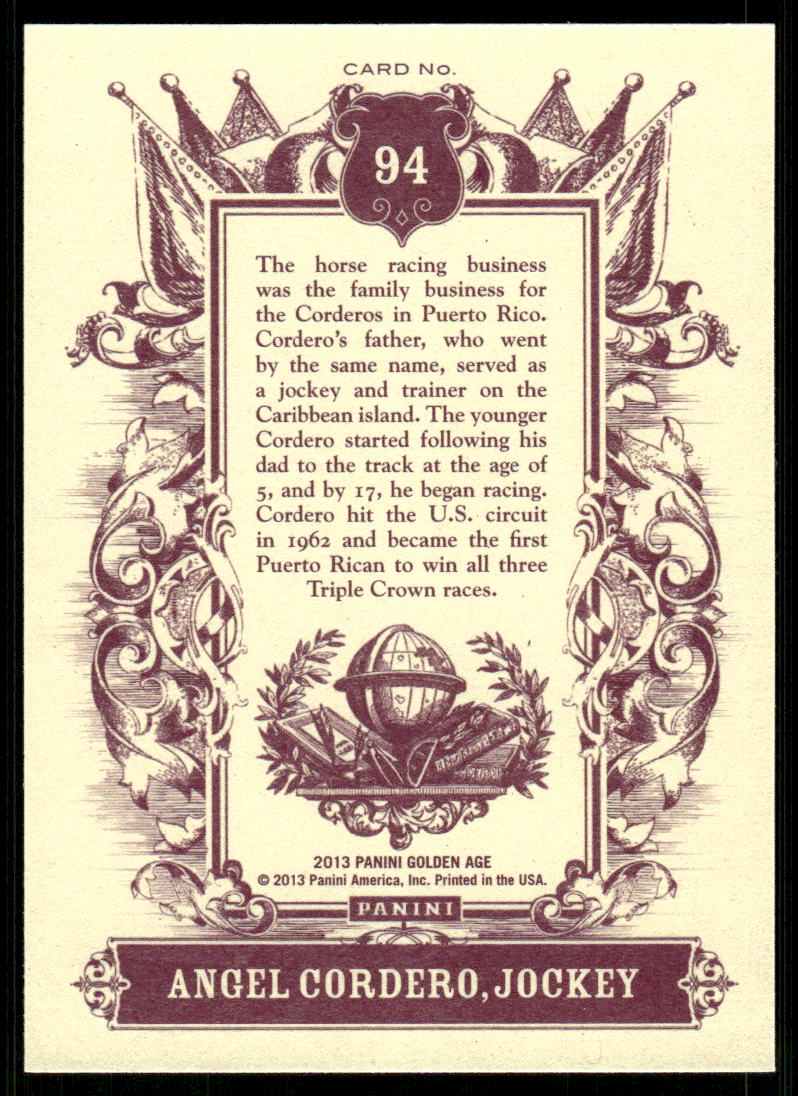 CARD No.
94
The horse racing business
was the family business for
the Corderos in Puerto Rico.
Cordero's father, who went
by the same name, served as
a jockey and trainer on the
Caribbean island. The younger
Cordero started following his
dad to the track at the age of
5, and by 17, he began racing.
Cordero hit the U.S. circuit
in 1962 and became the first
Puerto Rican to win all three
Triple Crown races.
2013 PANINI GOLDEN AGE
© 2013 Panini America, Inc. Printed in the USA.
PANINI
ANGEL CORDERO, JOCKEY